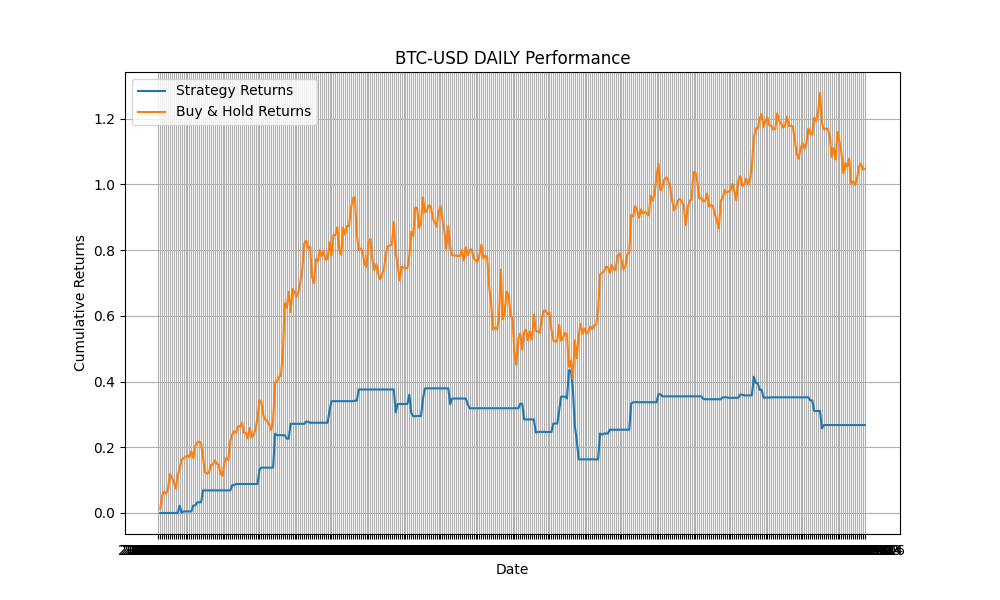 BTC-USD DAILY Performance
Strategy Returns
Buy & Hold Returns
Cumulative Returns
1.2
1.0
0.8
0.6
0.4
0.2
0.0
Date